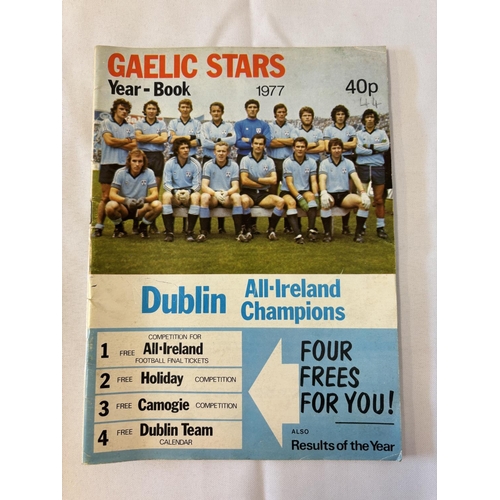 GAELIC STARS
Year-Book 1977 40p
44
Dublin All-Ireland
Champions
COMPETITION FOR
1 FREE All-Ireland
FOOTBALL FINAL TICKETS
2 FREE Holiday COMPETITION
3 FREE Camogie COMPETITION
4 FREE Dublin Team
CALENDAR
FOUR
FREES
FOR YOU!
ALSO
Results of the Year